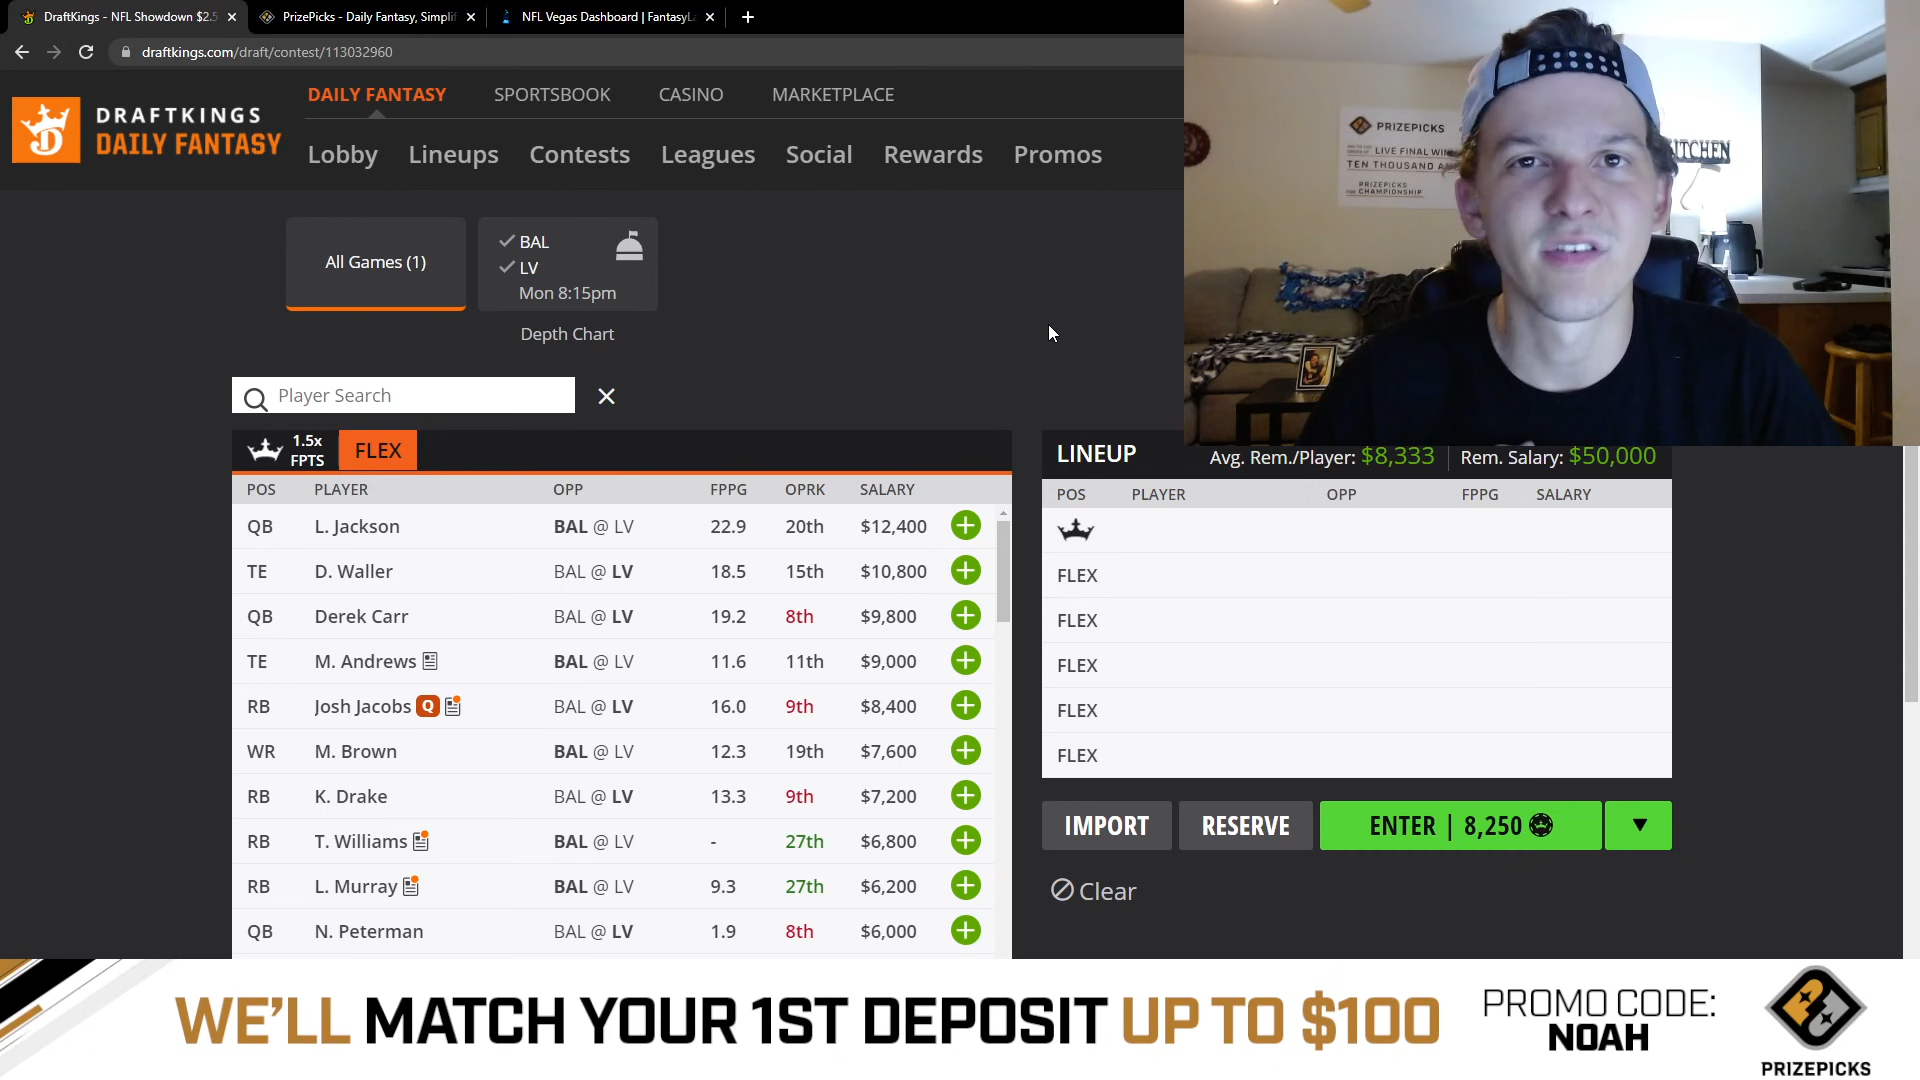 DraftKings - NFL Showdown $2.5
PrizePicks - Daily Fantasy, Simplif
NFL Vegas Dashboard | FantasyLa
draftkings.com/draft/contest/113032960
DRAFTKINGS
DAILY FANTASY
DAILY FANTASY SPORTSBOOK CASINO MARKETPLACE
Lobby Lineups Contests Leagues Social Rewards Promos
All Games (1)
BAL
LV
Mon 8:15pm
Depth Chart
PRIZEPICKS
LIVE FINAL WIN
TEN THOUSAND A
PRIZEPICKS
CHAMPIONSHIP
ITCHEN
Player Search
1.5x
FPTS
FLEX
POS PLAYER OPP FPPG OPRK SALARY
QB L. Jackson BAL @ LV 22.9 20th $12,400
TE D. Waller BAL @ LV 18.5 15th $10,800
QB Derek Carr BAL @ LV 19.2 8th $9,800
TE M. Andrews BAL @ LV 11.6 11th $9,000
RB Josh Jacobs Q BAL @ LV 16.0 9th $8,400
WR M. Brown BAL @ LV 12.3 19th $7,600
RB K. Drake BAL @ LV 13.3 9th $7,200
RB T. Williams BAL @ LV - 27th $6,800
RB L. Murray BAL @ LV 9.3 27th $6,200
QB N. Peterman BAL @ LV 1.9 8th $6,000
LINEUP Avg. Rem./Player: $8,333 Rem. Salary: $50,000
POS PLAYER OPP FPPG SALARY
FLEX
FLEX
FLEX
FLEX
FLEX
IMPORT RESERVE ENTER | 8,250
Clear
WE'LL MATCH YOUR 1ST DEPOSIT UP TO $100
PROMO CODE:
NOAH
PRIZEPICKS